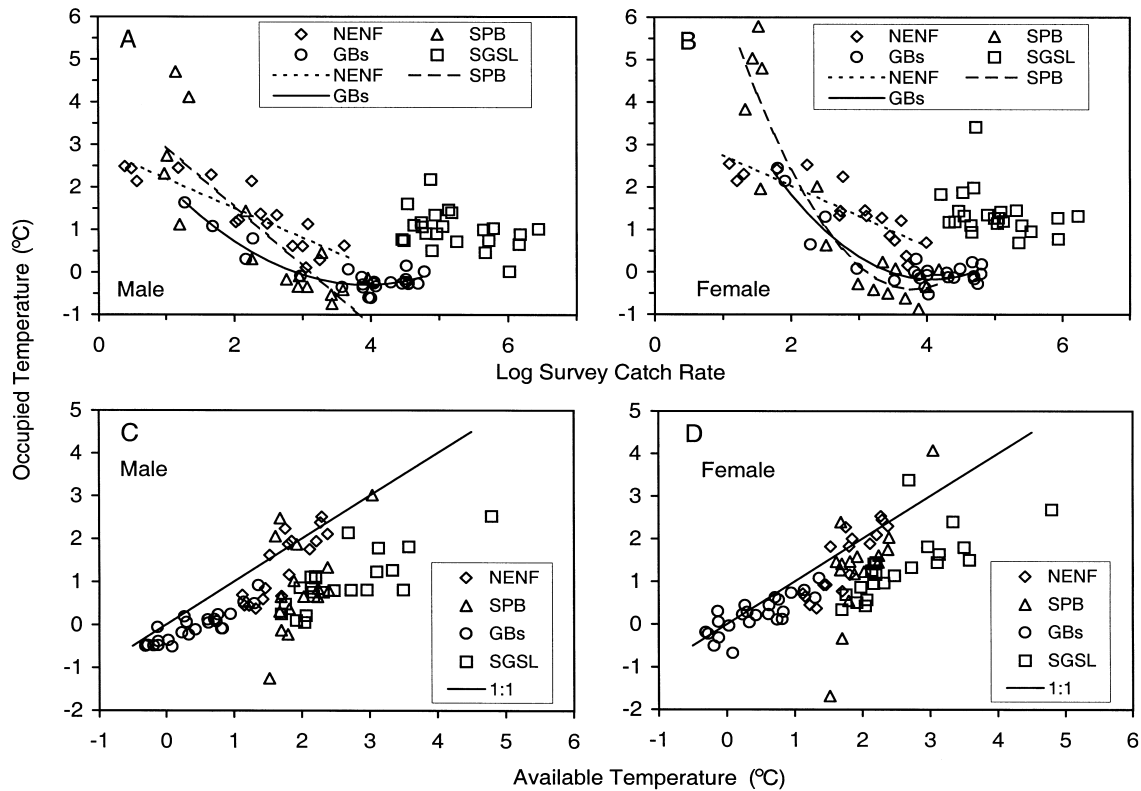 A
NENF SPB
GBs SGSL
NENF SPB
GBs
6
5
4
3
2
1
0
-1
Male
0 2 4 6
B
NENF SPB
GBs SGSL
NENF SPB
GBs
6
5
4
3
2
1
0
-1
Female
0 2 4 6
Log Survey Catch Rate
Occupied Temperature (ºC)
C
Male
5
4
3
2
1
0
-1
-2
NENF
SPB
GBs
SGSL
1:1
-1 0 1 2 3 4 5 6
D
Female
5
4
3
2
1
0
-1
-2
NENF
SPB
GBs
SGSL
1:1
-1 0 1 2 3 4 5 6
Available Temperature (ºC)